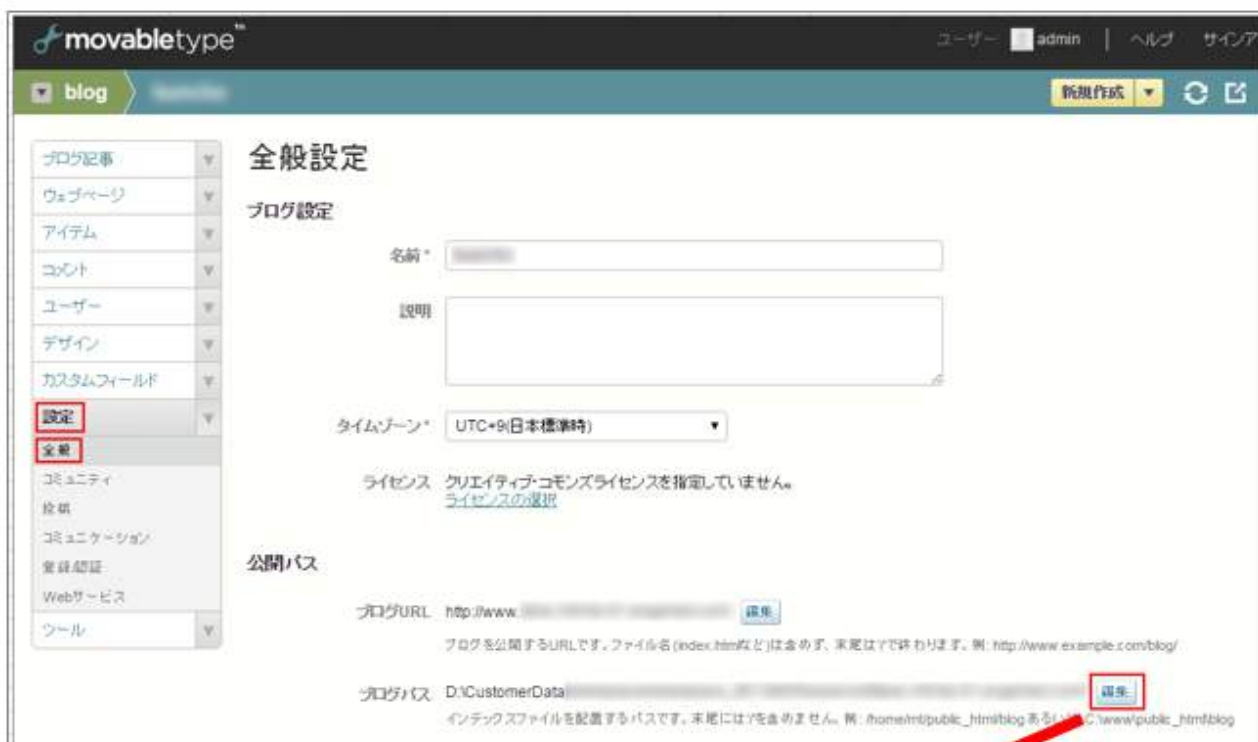 movabletype™
ユーザー admin | ヘルプ サインア
blog
新規作成
ブログ記事
ウェブページ
アイテム
コメント
ユーザー
デザイン
カスタムフィールド
設定
全般
コミュニティ
投稿
コミュニケーション
登録/認証
Webサービス
ツール
全般設定
ブログ設定
名前*
説明
タイムゾーン* UTC+9(日本標準時)
ライセンス クリエイティブ・コモンズライセンスを指定していません。
ライセンスの選択
公開パス
ブログURL http://www. 編集
ブログを公開するURLです。ファイル名(index.htmlなど)は含めず、末尾は'/'で終わります。例: http://www.example.com/blog/
ブログパス D:\CustomerData 編集
インデックスファイルを配置するパスです。末尾には'/'を含めません。例: /home/mt/public_html/blog ある C:\www\public_html\blog